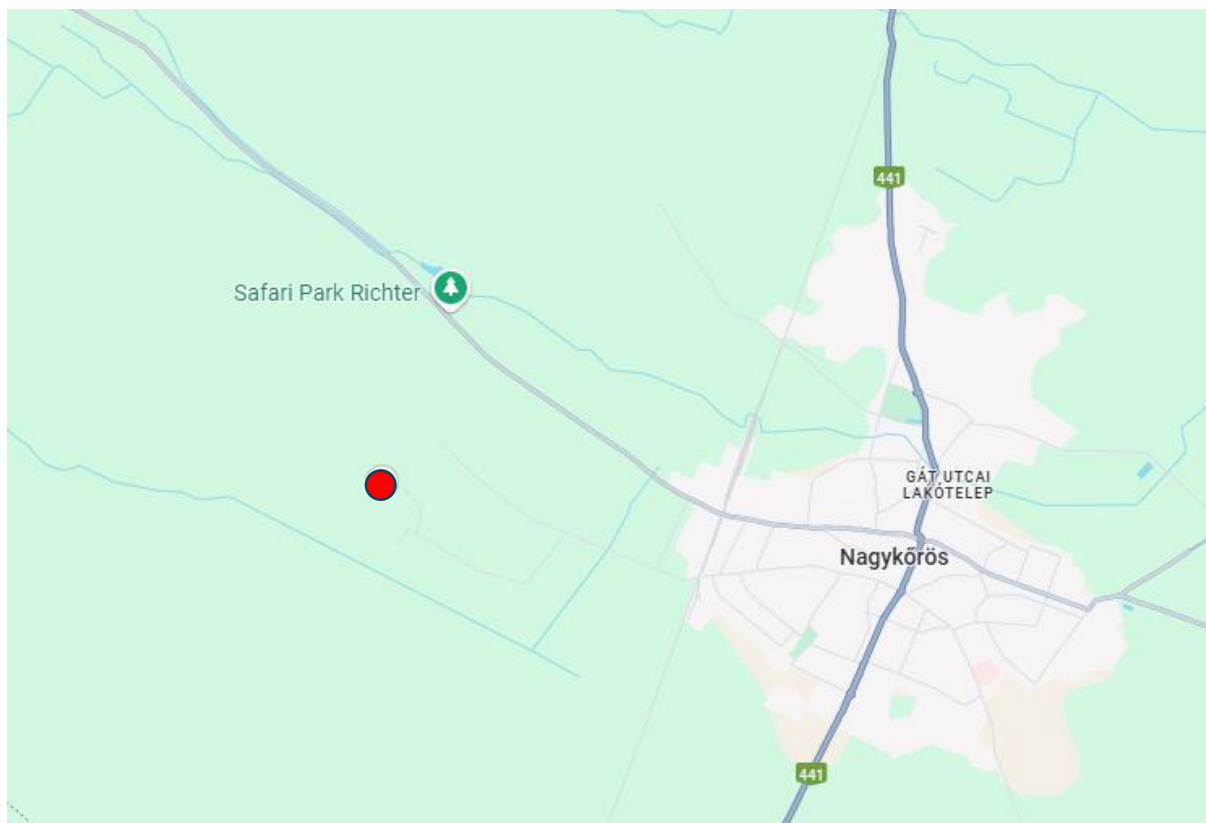 441
Safari Park Richter
GÁT UTCAI
LAKÓTELEP
Nagykőrös
441